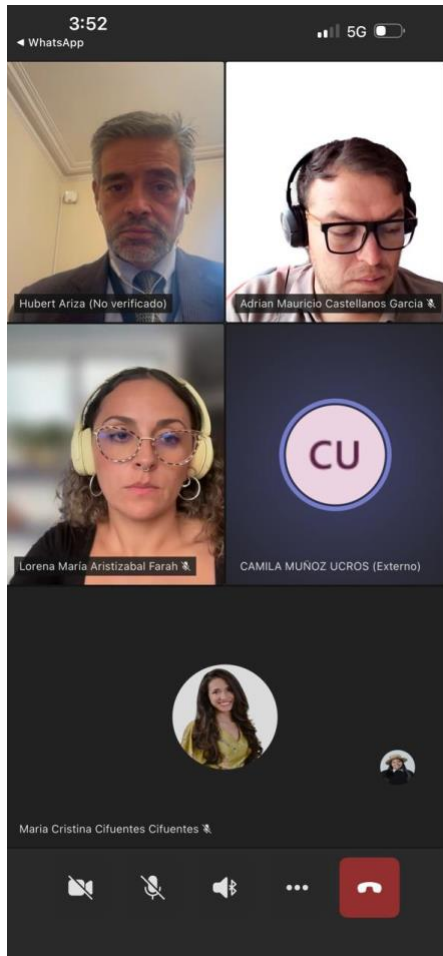 3:52
5G
WhatsApp
Hubert Ariza (No verificado)
Adrian Mauricio Castellanos Garcia
Lorena María Aristizabal Farah
CU
CAMILA MUÑOZ UCROS (Externo)
Maria Cristina Cifuentes Cifuentes